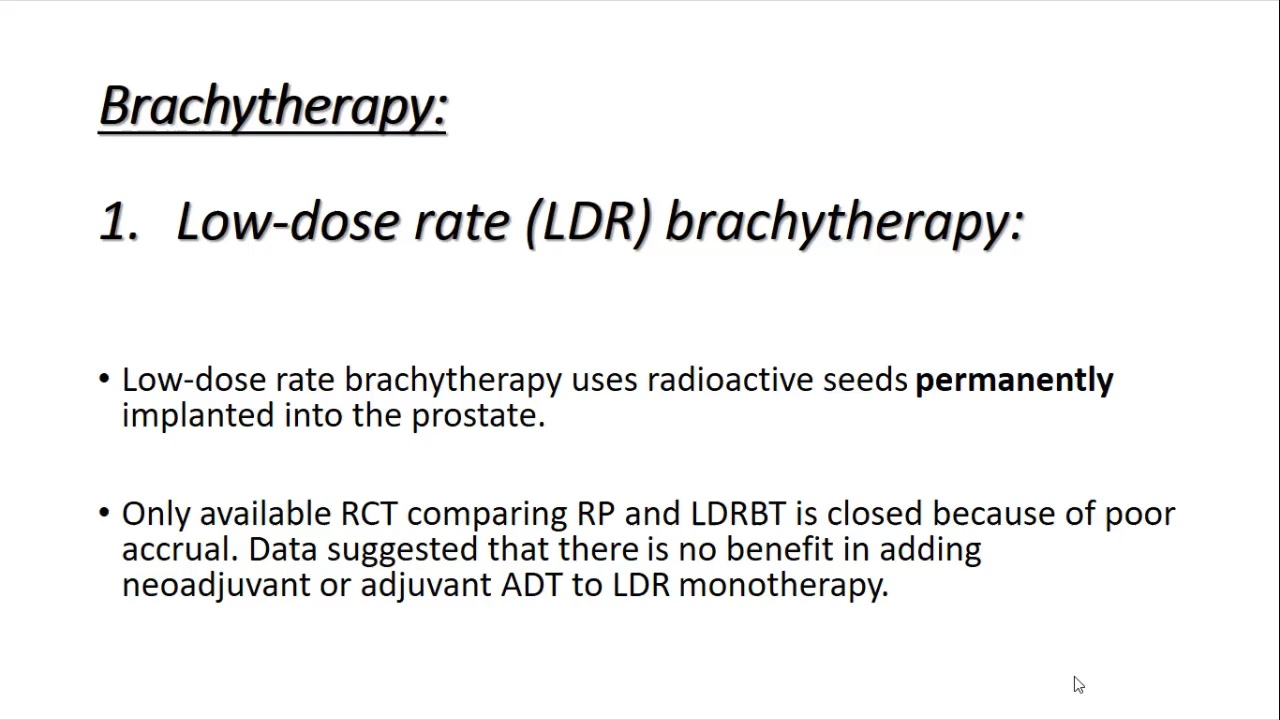 Brachytherapy:
1. Low-dose rate (LDR) brachytherapy:
• Low-dose rate brachytherapy uses radioactive seeds permanently
implanted into the prostate.
• Only available RCT comparing RP and LDRBT is closed because of poor
accrual. Data suggested that there is no benefit in adding
neoadjuvant or adjuvant ADT to LDR monotherapy.